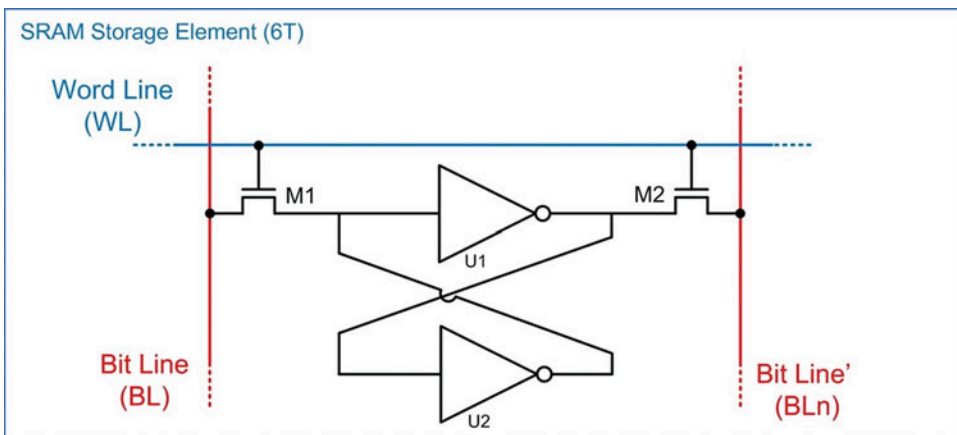 SRAM Storage Element (6T)
Word Line
(WL)
M1
M2
U1
Bit Line
(BL)
Bit Line'
(BLn)
U2